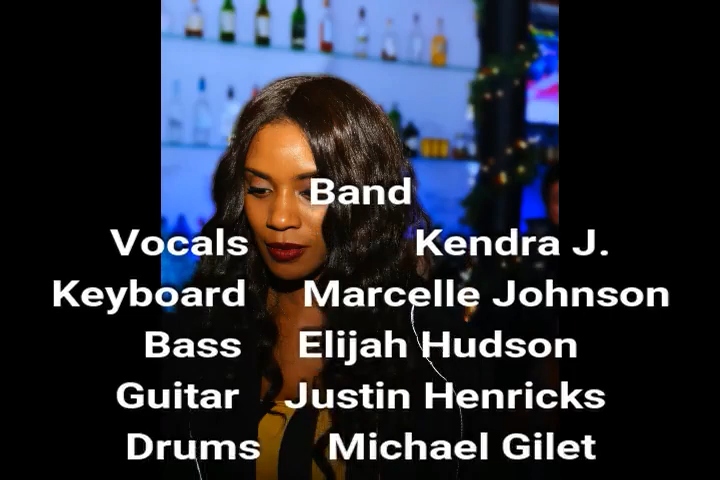 Band
Vocals Kendra J.
Keyboard Marcelle Johnson
Bass Elijah Hudson
Guitar Justin Henricks
Drums Michael Gilet